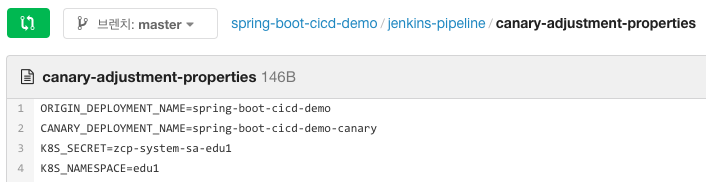 브렌치: master spring-boot-cicd-demo / jenkins-pipeline / canary-adjustment-properties
canary-adjustment-properties 146B
1 ORIGIN_DEPLOYMENT_NAME=spring-boot-cicd-demo
2 CANARY_DEPLOYMENT_NAME=spring-boot-cicd-demo-canary
3 K8S_SECRET=zcp-system-sa-edu1
4 K8S_NAMESPACE=edu1